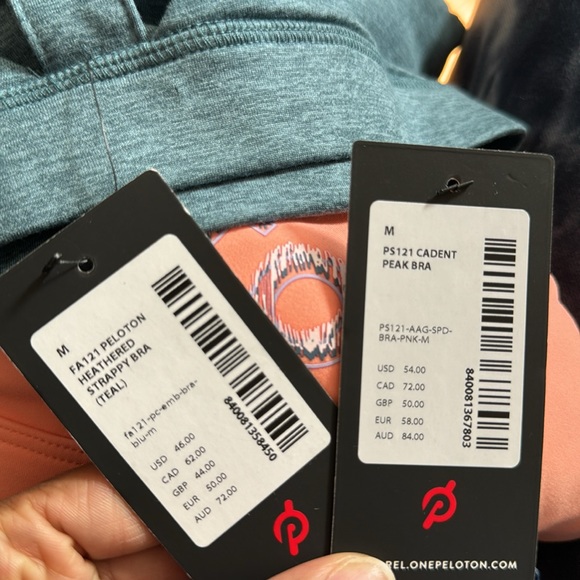 M
FA121 PELOTON
HEATHERED
STRAPPY BRA
(TEAL)
fa121-pc-emb-bra-
blu-m
USD 46.00
CAD 62.00
GBP 44.00
EUR 50.00
AUD 72.00
840081358450
M
PS121 CADENT
PEAK BRA
PS121-AAG-SPD-
BRA-PNK-M
USD 54.00
CAD 72.00
GBP 50.00
EUR 58.00
AUD 84.00
840081367803
REL.ONEPELOTON.COM